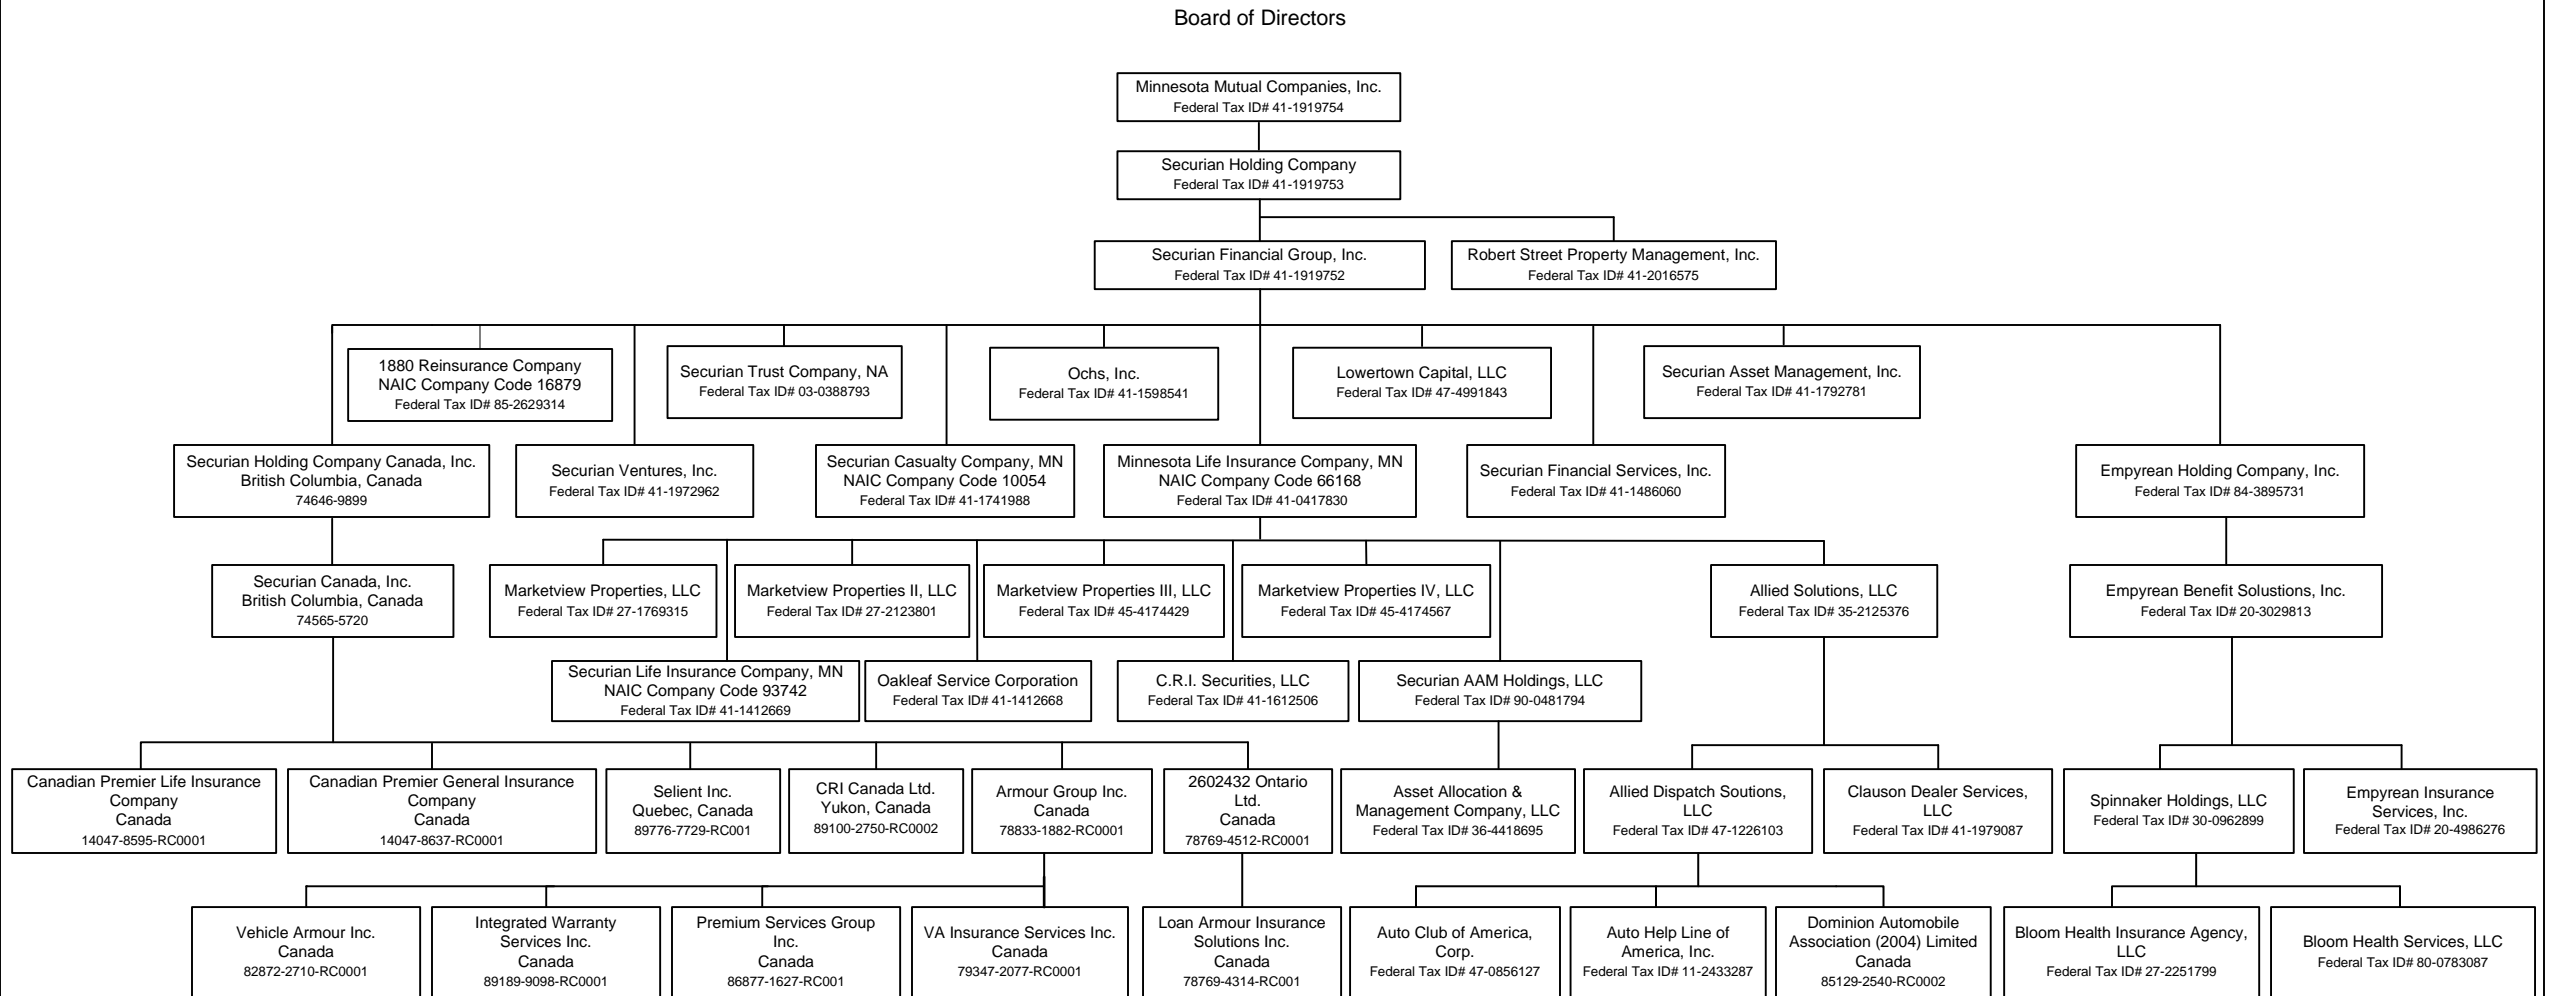 Board of Directors
Minnesota Mutual Companies, Inc.
Federal Tax ID# 41-1919754
Securian Holding Company
Federal Tax ID# 41-1919753
Securian Financial Group, Inc.
Federal Tax ID# 41-1919752
Robert Street Property Management, Inc.
Federal Tax ID# 41-2016575
1880 Reinsurance Company
NAIC Company Code 16879
Federal Tax ID# 85-2629314
Securian Trust Company, NA
Federal Tax ID# 03-0388793
Ochs, Inc.
Federal Tax ID# 41-1598541
Lowertown Capital, LLC
Federal Tax ID# 47-4991843
Securian Asset Management, Inc.
Federal Tax ID# 41-1792781
Securian Holding Company Canada, Inc.
British Columbia, Canada
74646-9899
Securian Ventures, Inc.
Federal Tax ID# 41-1972962
Securian Casualty Company, MN
NAIC Company Code 10054
Federal Tax ID# 41-1741988
Minnesota Life Insurance Company, MN
NAIC Company Code 66168
Federal Tax ID# 41-0417830
Securian Financial Services, Inc.
Federal Tax ID# 41-1486060
Empyrean Holding Company, Inc.
Federal Tax ID# 84-3895731
Securian Canada, Inc.
British Columbia, Canada
74565-5720
Marketview Properties, LLC
Federal Tax ID# 27-1769315
Marketview Properties II, LLC
Federal Tax ID# 27-2123801
Marketview Properties III, LLC
Federal Tax ID# 45-4174429
Marketview Properties IV, LLC
Federal Tax ID# 45-4174567
Allied Solutions, LLC
Federal Tax ID# 35-2125376
Empyrean Benefit Solustions, Inc.
Federal Tax ID# 20-3029813
Securian Life Insurance Company, MN
NAIC Company Code 93742
Federal Tax ID# 41-1412669
Oakleaf Service Corporation
Federal Tax ID# 41-1412668
C.R.I. Securities, LLC
Federal Tax ID# 41-1612506
Securian AAM Holdings, LLC
Federal Tax ID# 90-0481794
Canadian Premier Life Insurance
Company
Canada
14047-8595-RC0001
Canadian Premier General Insurance
Company
Canada
14047-8637-RC0001
Selient Inc.
Quebec, Canada
89776-7729-RC001
CRI Canada Ltd.
Yukon, Canada
89100-2750-RC0002
Armour Group Inc.
Canada
78833-1882-RC0001
2602432 Ontario
Ltd.
Canada
78769-4512-RC0001
Asset Allocation &
Management Company, LLC
Federal Tax ID# 36-4418695
Allied Dispatch Soutions,
LLC
Federal Tax ID# 47-1226103
Clauson Dealer Services,
LLC
Federal Tax ID# 41-1979087
Spinnaker Holdings, LLC
Federal Tax ID# 30-0962899
Empyrean Insurance
Services, Inc.
Federal Tax ID# 20-4986276
Vehicle Armour Inc.
Canada
82872-2710-RC0001
Integrated Warranty
Services Inc.
Canada
89189-9098-RC0001
Premium Services Group
Inc.
Canada
86877-1627-RC001
VA Insurance Services Inc.
Canada
79347-2077-RC0001
Loan Armour Insurance
Solutions Inc.
Canada
78769-4314-RC001
Auto Club of America,
Corp.
Federal Tax ID# 47-0856127
Auto Help Line of
America, Inc.
Federal Tax ID# 11-2433287
Dominion Automobile
Association (2004) Limited
Canada
85129-2540-RC0002
Bloom Health Insurance Agency,
LLC
Federal Tax ID# 27-2251799
Bloom Health Services, LLC
Federal Tax ID# 80-0783087